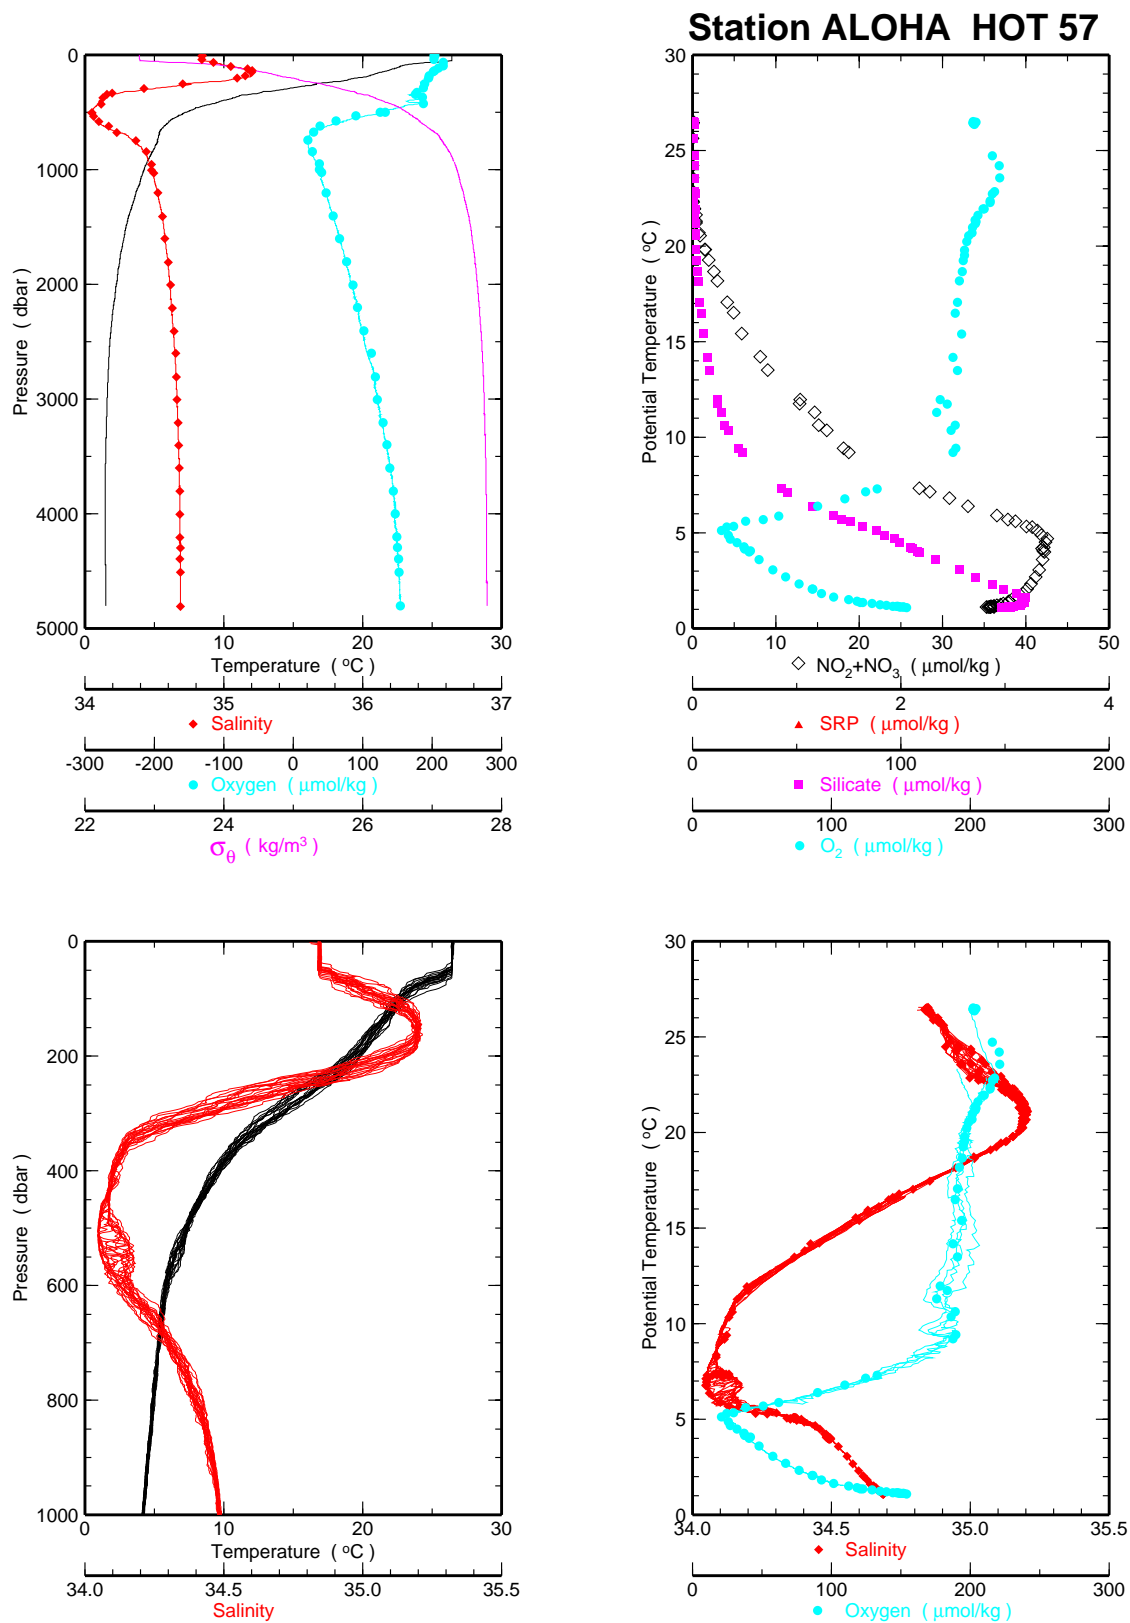 Station ALOHA  HOT 57
0
1000
2000
3000
4000
5000
Pressure ( dbar)
0 10 20 30
Temperature ( °C)
34 35 36 37
Salinity
-300 -200 -100 0 100 200 300
Oxygen ( μmol/kg )
22 24 26 28
σθ ( kg/m³)
30
25
20
15
10
5
0
Potential Temperature ( °C)
0 10 20 30 40 50
NO₂+NO₃ ( μmol/kg)
0 2 4
SRP ( μmol/kg )
0 100 200
Silicate ( μmol/kg )
0 100 200 300
O₂ ( μmol/kg )
0
200
400
600
800
1000
Pressure ( dbar)
0 10 20 30
Temperature ( °C)
34.0 34.5 35.0 35.5
Salinity
30
25
20
15
10
5
0
Potential Temperature ( °C)
34.0 34.5 35.0 35.5
Salinity
0 100 200 300
Oxygen ( μmol/kg )